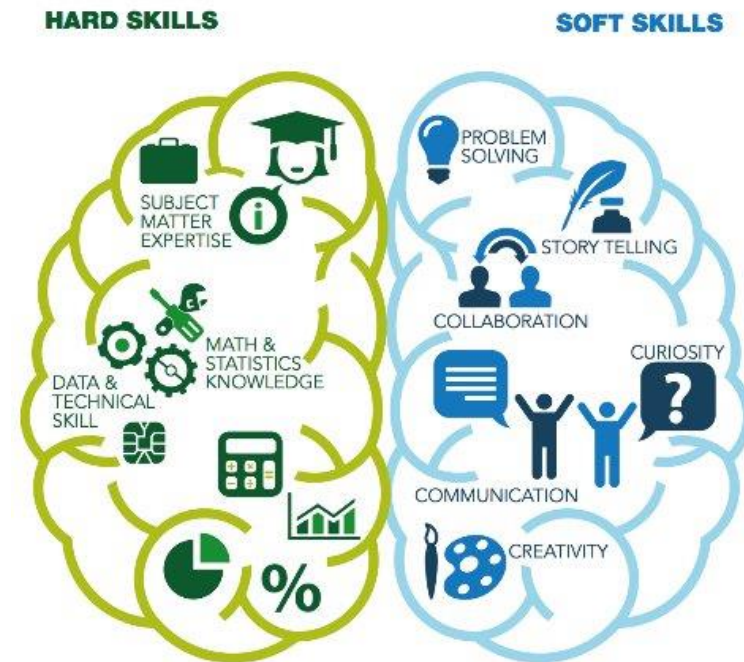 HARD SKILLS
SUBJECT
MATTER
EXPERTISE
i
MATH &
STATISTICS
KNOWLEDGE
DATA &
TECHNICAL
SKILL
%
SOFT SKILLS
PROBLEM
SOLVING
STORY TELLING
COLLABORATION
CURIOSITY
?
COMMUNICATION
CREATIVITY